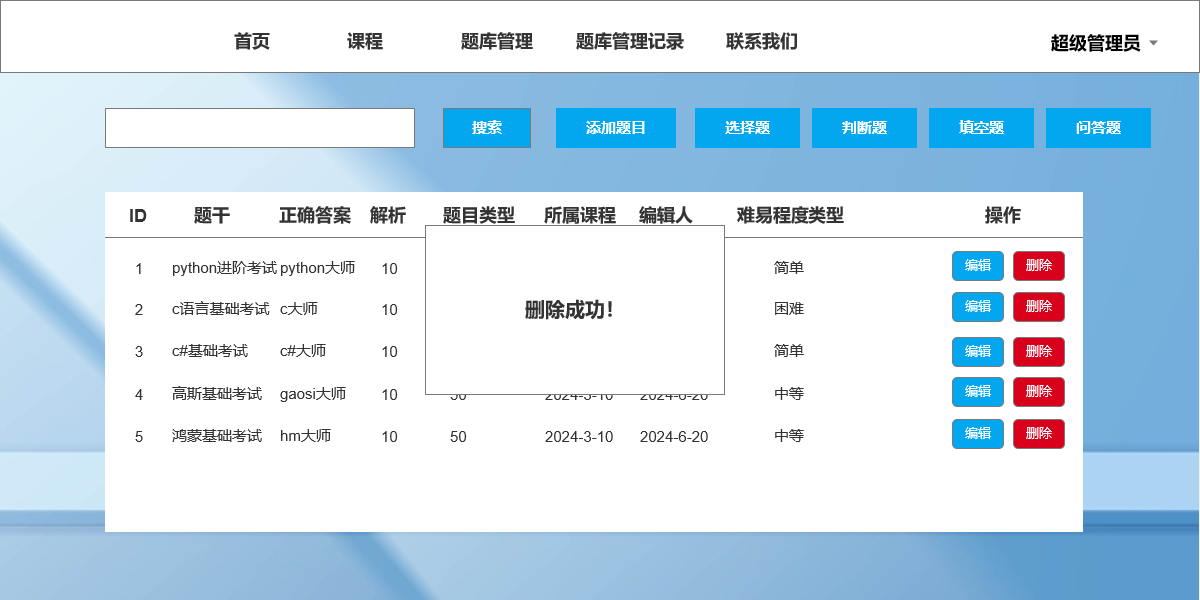 首页 课程 题库管理 题库管理记录 联系我们 超级管理员
搜索 添加题目 选择题 判断题 填空题 问答题
ID 题干 正确答案 解析 题目类型 所属课程 编辑人 难易程度类型 操作
1 python进阶考试 python大师 10 简单 编辑 删除
2 c语言基础考试 c大师 10 困难 编辑 删除
删除成功！
3 c#基础考试 c#大师 10 简单 编辑 删除
4 高斯基础考试 gaosi大师 10 50 2024-3-10 2024-6-20 中等 编辑 删除
5 鸿蒙基础考试 hm大师 10 50 2024-3-10 2024-6-20 中等 编辑 删除